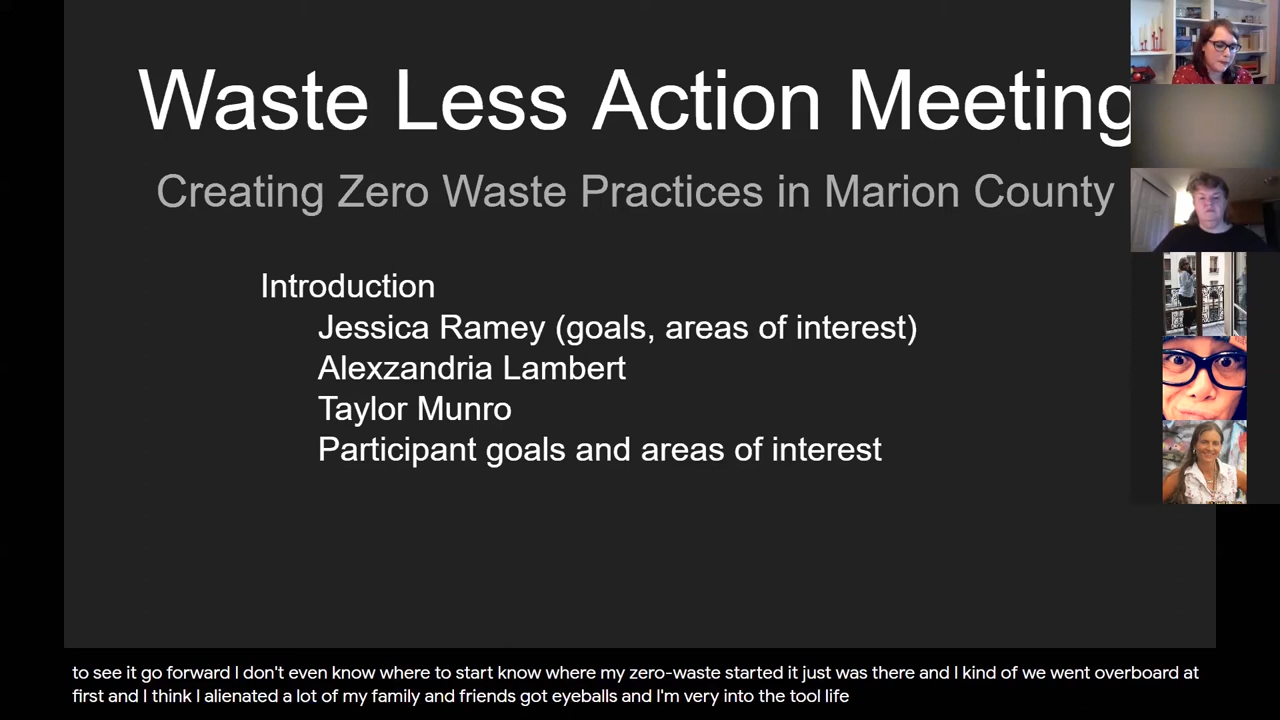 Waste Less Action Meeting
Creating Zero Waste Practices in Marion County
Introduction
Jessica Ramey (goals, areas of interest)
Alexzandria Lambert
Taylor Munro
Participant goals and areas of interest
to see it go forward I don't even know where to start know where my zero-waste started it just was there and I kind of we went overboard at
first and I think I alienated a lot of my family and friends got eyeballs and I'm very into the tool life